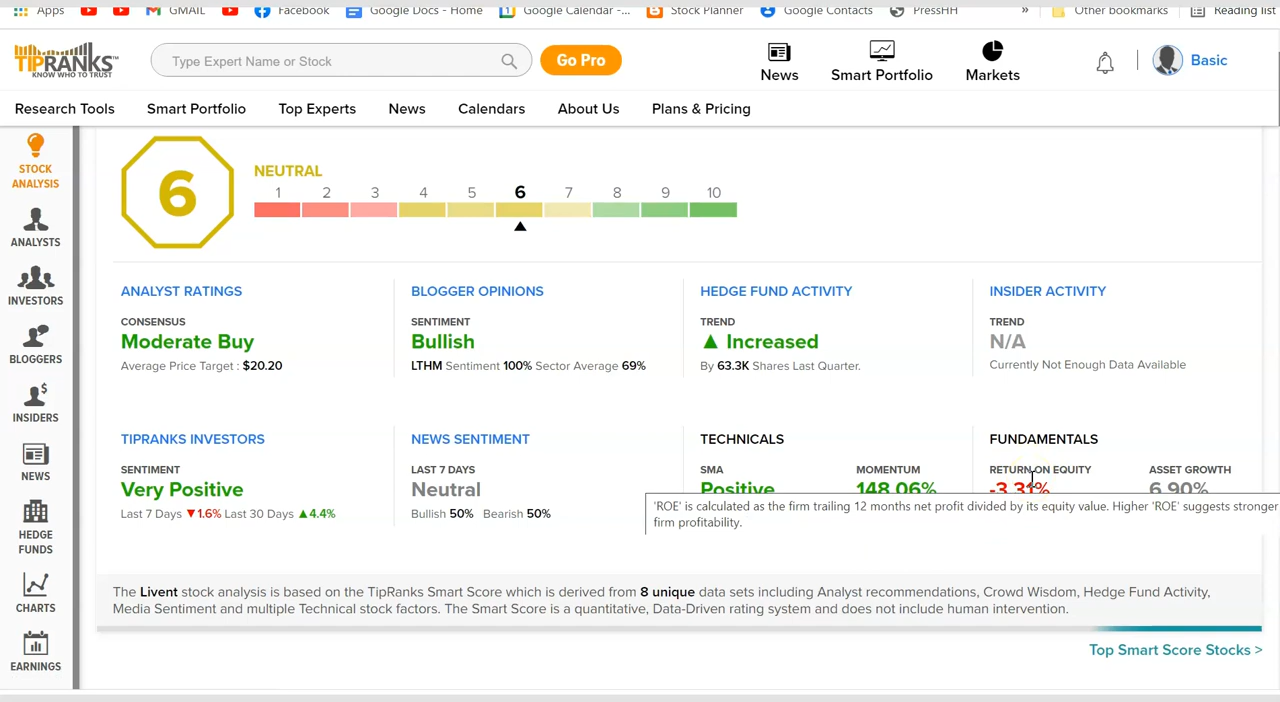 Apps
GMAIL
Facebook
Google Docs - Home
Google Calendar -...
Stock Planner
Google Contacts
PressHH
»
Other bookmarks
Reading list
TIPRANKS™
KNOW WHO TO TRUST
Type Expert Name or Stock
Go Pro
News
Smart Portfolio
Markets
Basic
Research Tools
Smart Portfolio
Top Experts
News
Calendars
About Us
Plans & Pricing
STOCK
ANALYSIS
ANALYSTS
INVESTORS
BLOGGERS
INSIDERS
NEWS
HEDGE
FUNDS
CHARTS
EARNINGS
6
NEUTRAL
1 2 3 4 5 6 7 8 9 10
ANALYST RATINGS
CONSENSUS
Moderate Buy
Average Price Target : $20.20
BLOGGER OPINIONS
SENTIMENT
Bullish
LTHM Sentiment 100% Sector Average 69%
HEDGE FUND ACTIVITY
TREND
▲ Increased
By 63.3K Shares Last Quarter.
INSIDER ACTIVITY
TREND
N/A
Currently Not Enough Data Available
TIPRANKS INVESTORS
SENTIMENT
Very Positive
Last 7 Days ▼1.6% Last 30 Days ▲4.4%
NEWS SENTIMENT
LAST 7 DAYS
Neutral
Bullish 50% Bearish 50%
TECHNICALS
SMA
Positive
MOMENTUM
148.06%
FUNDAMENTALS
RETURN ON EQUITY
-3.31%
ASSET GROWTH
6.90%
'ROE' is calculated as the firm trailing 12 months net profit divided by its equity value. Higher 'ROE' suggests stronger
firm profitability.
The Livent stock analysis is based on the TipRanks Smart Score which is derived from 8 unique data sets including Analyst recommendations, Crowd Wisdom, Hedge Fund Activity,
Media Sentiment and multiple Technical stock factors. The Smart Score is a quantitative, Data-Driven rating system and does not include human intervention.
Top Smart Score Stocks >